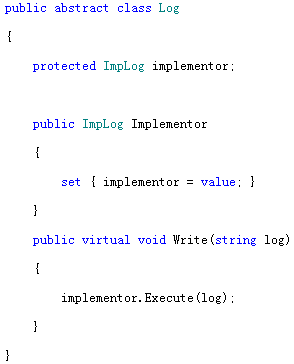 public abstract class Log
{
protected ImpLog implementor;
public ImpLog Implementor
{
set { implementor = value; }
}
public virtual void Write(string log)
{
implementor.Execute(log);
}
}